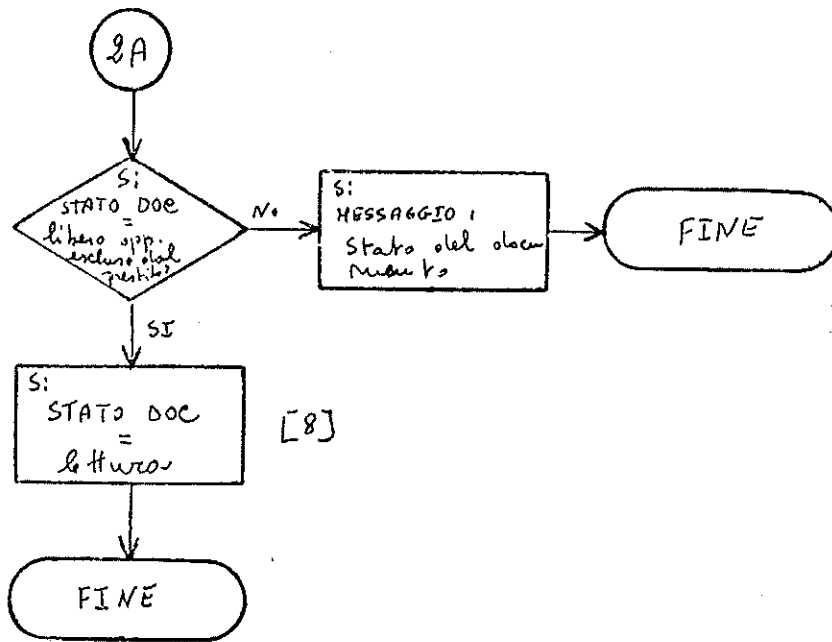 2A
S:
STATO DOC
=
libero opp.
escluso dal
prestito
No
S:
MESSAGGIO:
Stato del docu
mento
FINE
SI
S:
STATO DOC
=
lettura
[8]
FINE